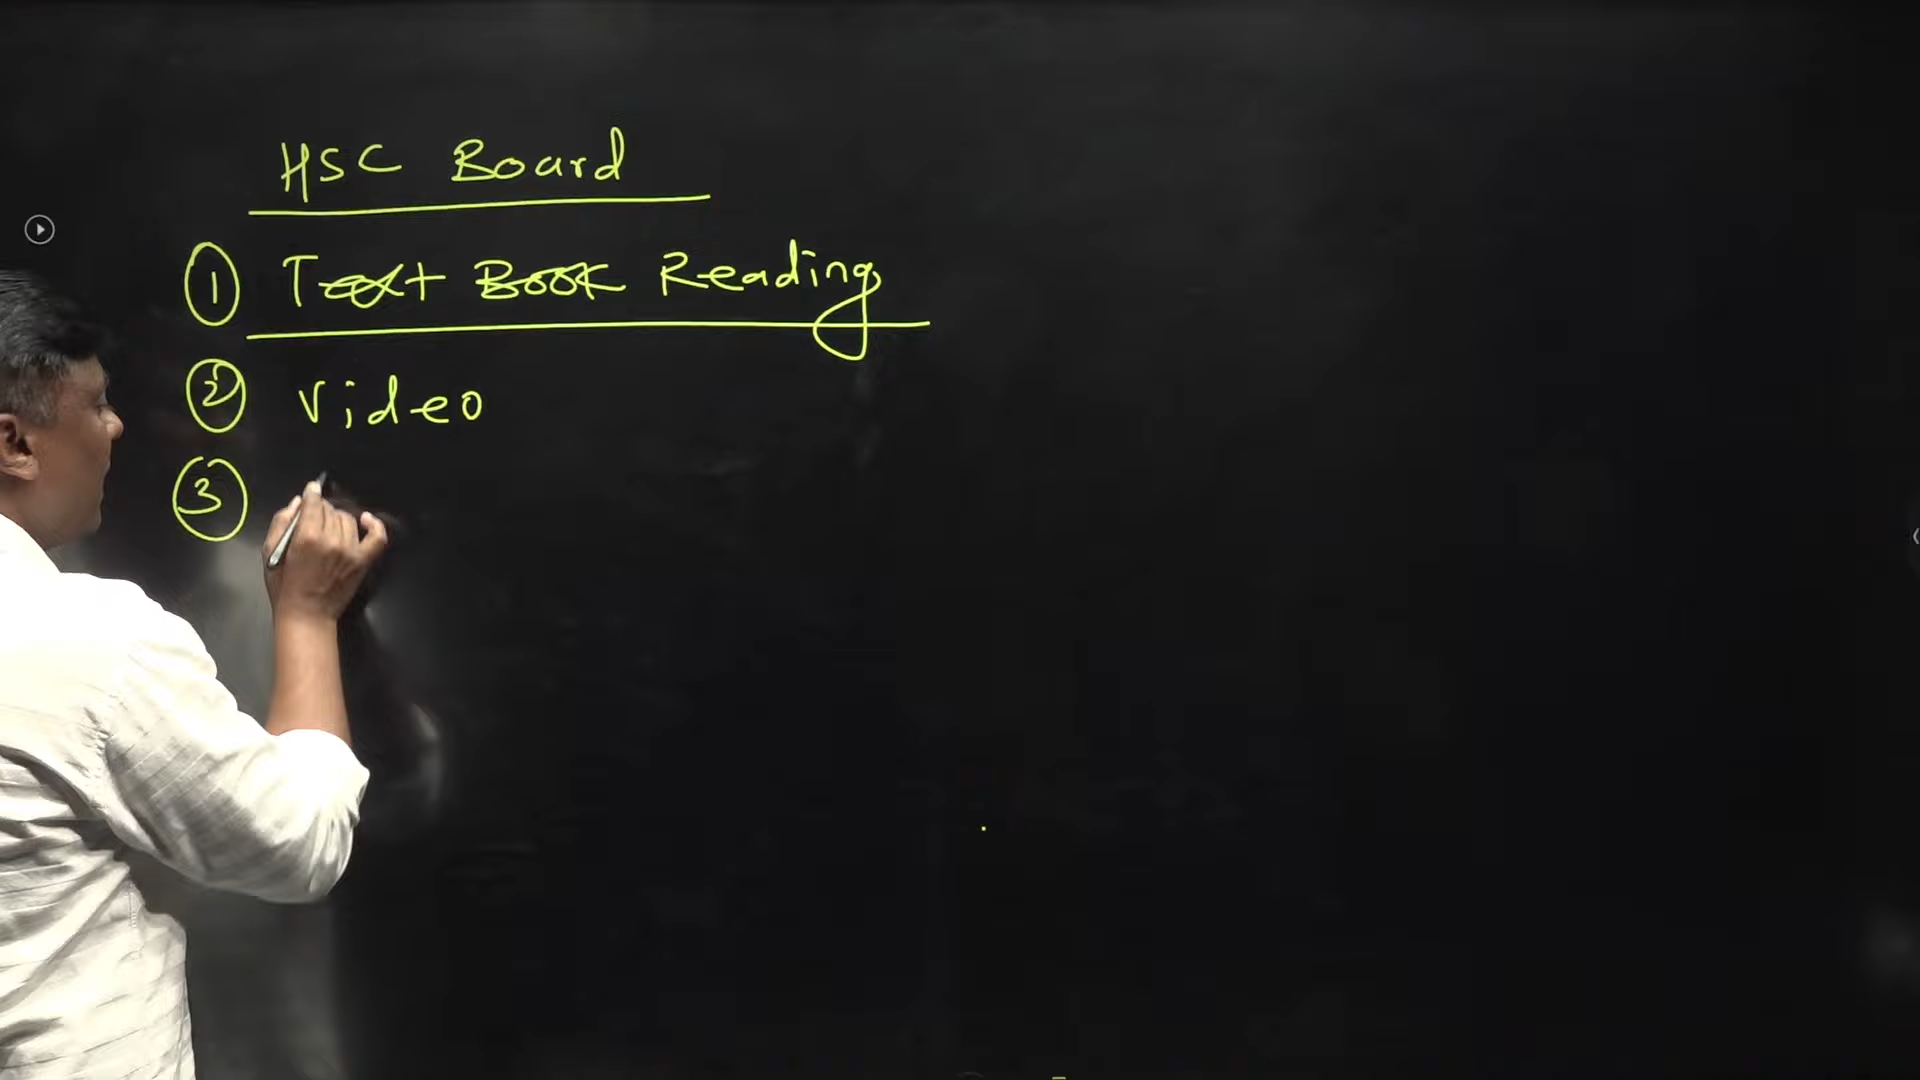 HSC Board
① Text Book Reading
② Video
③